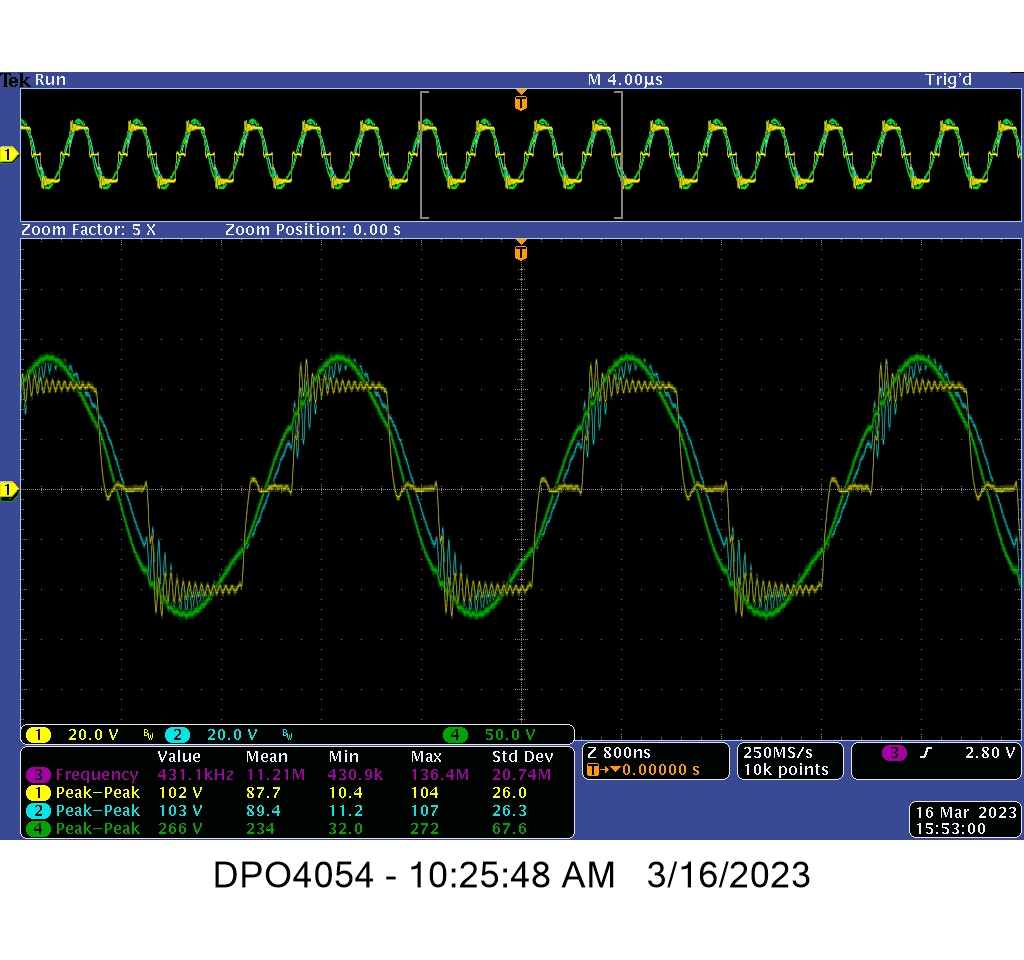 Tek Run M 4.00µs Trig'd
T
1
Zoom Factor: 5 X Zoom Position: 0.00 s
T
1
1 20.0 V BW 2 20.0 V BW 4 50.0 V
Value Mean Min Max Std Dev
3 Frequency 431.1kHz 11.21M 430.9k 136.4M 20.74M
1 Peak−Peak 102 V 87.7 10.4 104 26.0
2 Peak−Peak 103 V 89.4 11.2 107 26.3
4 Peak−Peak 266 V 234 32.0 272 67.6
Z 800ns
T→▼0.00000 s
250MS/s
10k points
3 2.80 V
16 Mar 2023
15:53:00
DPO4054 - 10:25:48 AM 3/16/2023